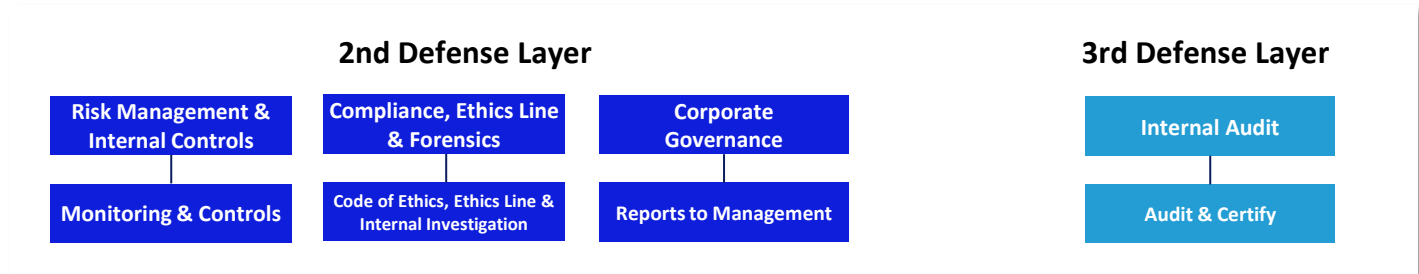 2nd Defense Layer
3rd Defense Layer
Risk Management &
Internal Controls
Compliance, Ethics Line
& Forensics
Corporate
Governance
Internal Audit
Monitoring & Controls
Code of Ethics, Ethics Line &
Internal Investigation
Reports to Management
Audit & Certify